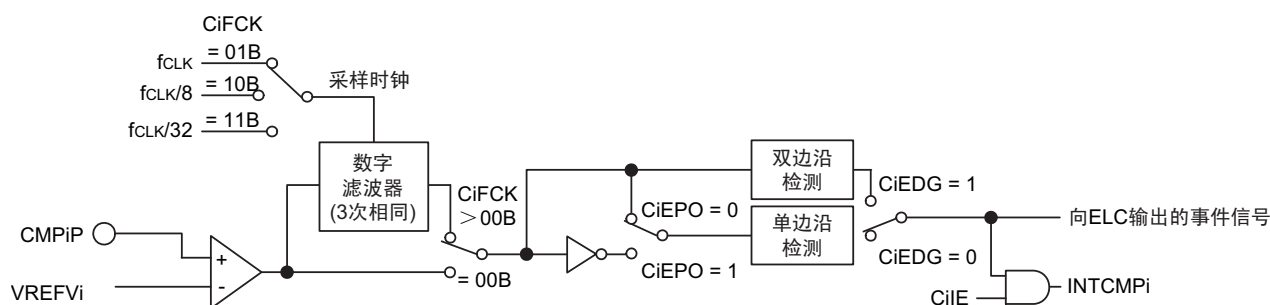 CiFCK
fCLK = 01B
fCLK/8 = 10B
fCLK/32 = 11B
采样时钟
数字
滤波器
(3次相同)
CiFCK
>00B
= 00B
CMPiP
VREFVi
+
-
CiEPO = 0
CiEPO = 1
双边沿
检测
单边沿
检测
CiEDG = 1
CiEDG = 0
向ELC输出的事件信号
CiIE
INTCMPi